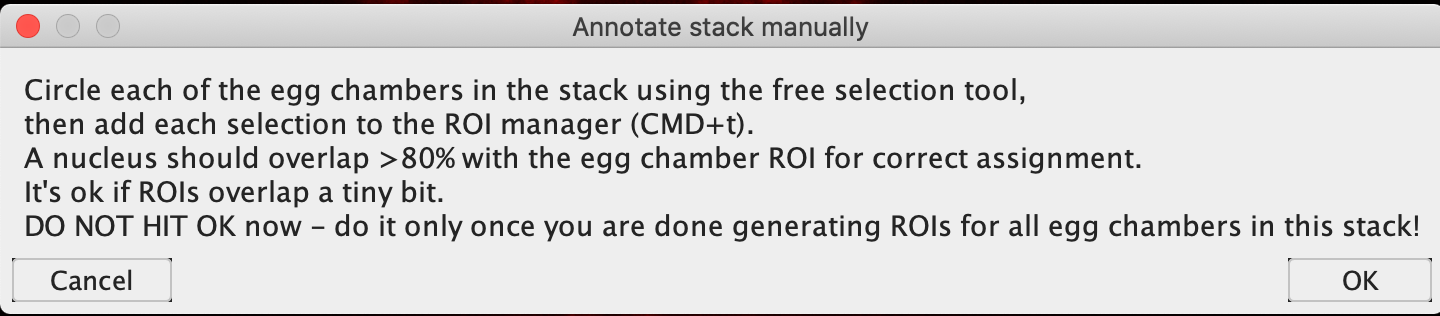 Annotate stack manually
Circle each of the egg chambers in the stack using the free selection tool,
then add each selection to the ROI manager (CMD+t).
A nucleus should overlap >80% with the egg chamber ROI for correct assignment.
It's ok if ROIs overlap a tiny bit.
DO NOT HIT OK now – do it only once you are done generating ROIs for all egg chambers in this stack!
Cancel
OK